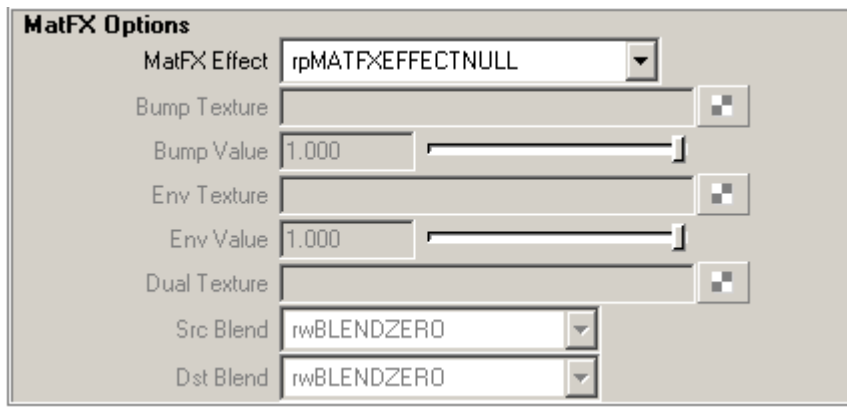 MatFX Options
MatFX Effect rpMATFXEFFECTNULL
Bump Texture
Bump Value 1.000
Env Texture
Env Value 1.000
Dual Texture
Src Blend rwBLENDZERO
Dst Blend rwBLENDZERO